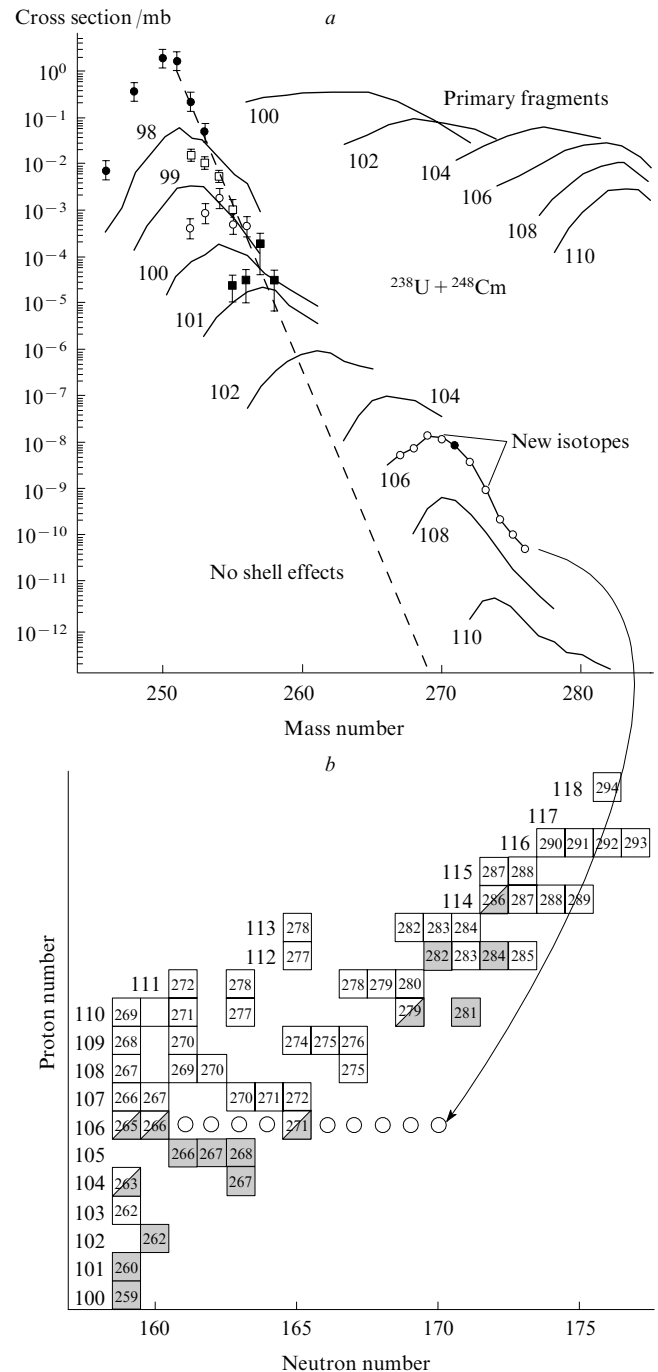 Cross section /mb
a
10⁰
10⁻¹
10⁻²
10⁻³
10⁻⁴
10⁻⁵
10⁻⁶
10⁻⁷
10⁻⁸
10⁻⁹
10⁻¹⁰
10⁻¹¹
10⁻¹²
98
99
100
101
102
100
102
104
106
108
110
Primary fragments
²³⁸U + ²⁴⁸Cm
104
106
108
110
New isotopes
No shell effects
250 260 270 280
Mass number
b
Proton number
118 294
117
116 290 291 292 293
115 287 288
114 286 287 288 289
113 278 282 283 284
112 277 282 283 284 285
111 272 278 278 279 280
110 269 271 277 279 281
109 268 270 274 275 276
108 267 269 270 275
107 266 267 270 271 272
106 265 266 271
105 266 267 268
104 263 267
103 262
102 262
101 260
100 259
160 165 170 175
Neutron number